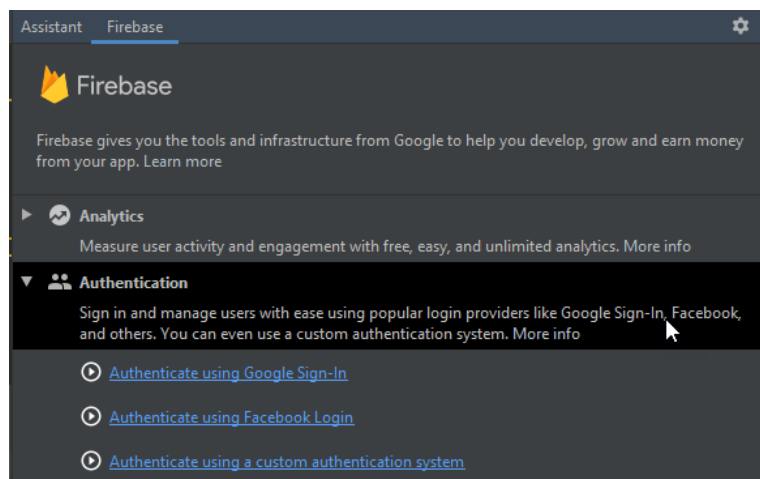 Assistant Firebase
Firebase
Firebase gives you the tools and infrastructure from Google to help you develop, grow and earn money
from your app. Learn more
Analytics
Measure user activity and engagement with free, easy, and unlimited analytics. More info
Authentication
Sign in and manage users with ease using popular login providers like Google Sign-In, Facebook,
and others. You can even use a custom authentication system. More info
Authenticate using Google Sign-In
Authenticate using Facebook Login
Authenticate using a custom authentication system